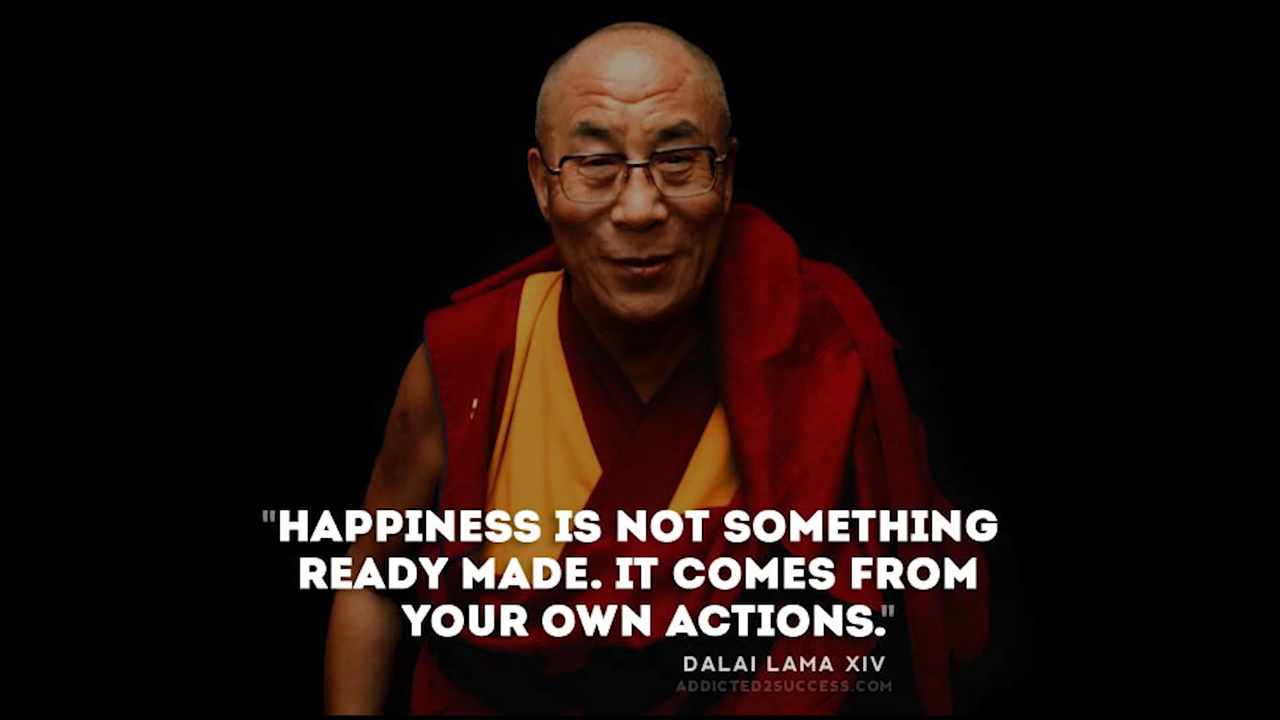 "HAPPINESS IS NOT SOMETHING
READY MADE. IT COMES FROM
YOUR OWN ACTIONS."
DALAI LAMA XIV
ADDICTED2SUCCESS.COM